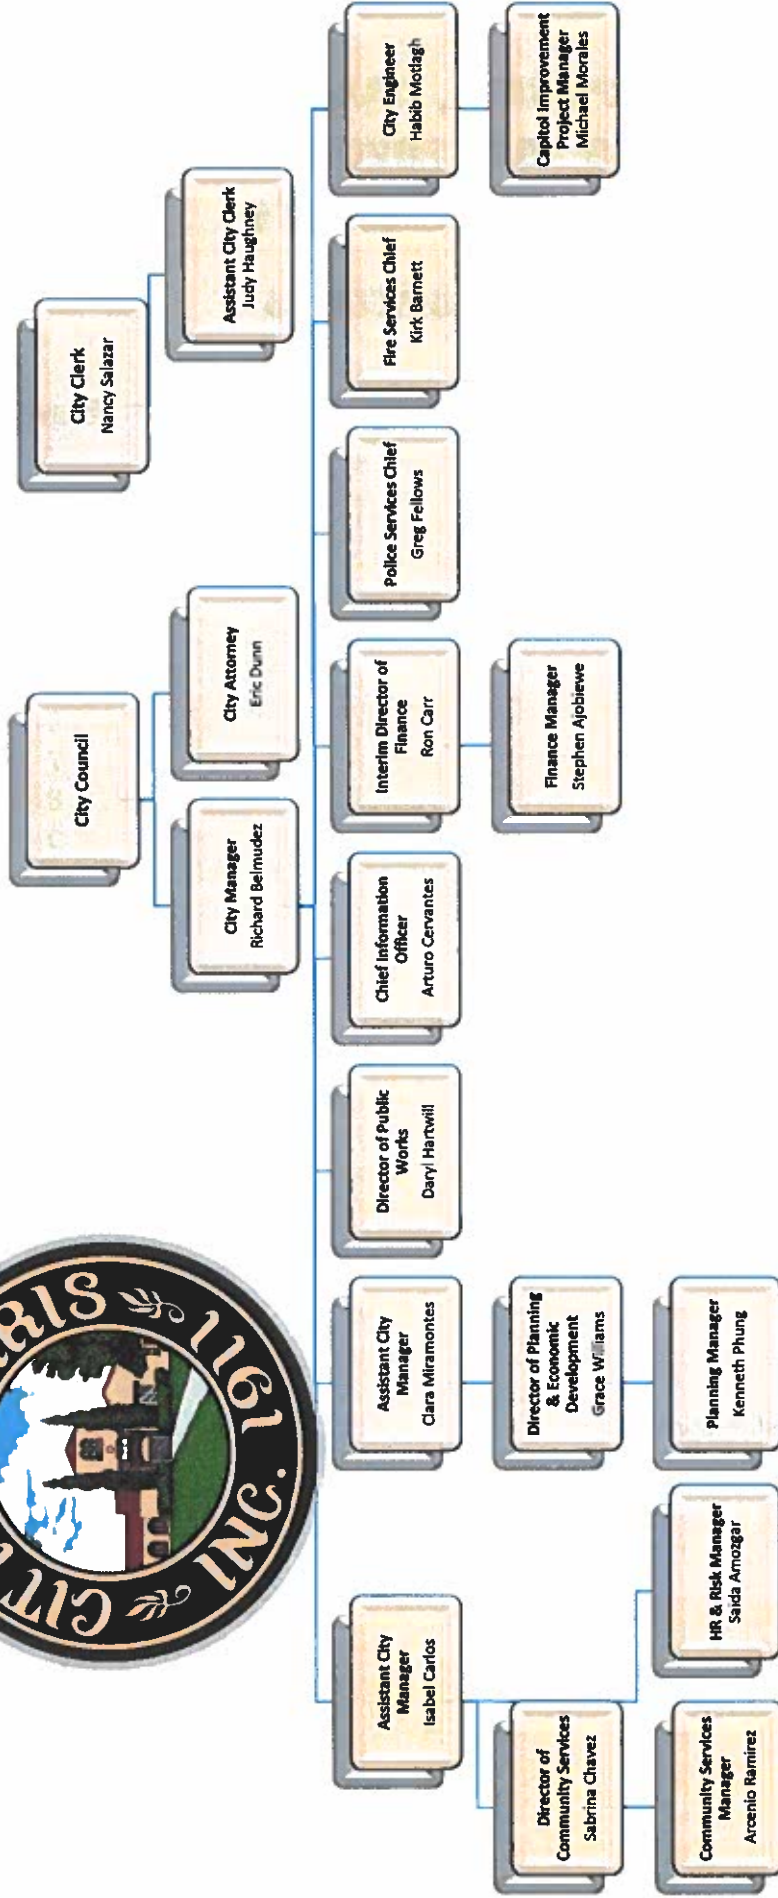 City Council
City Manager
Richard Belmudez
City Attorney
Eric Dunn
City Clerk
Nancy Salazar
Assistant City Clerk
Judy Haughney
Assistant City
Manager
Isabel Carlos
Assistant City
Manager
Clara Miramontes
Director of Public
Works
Daryl Hartwill
Chief Information
Officer
Arturo Cervantes
Interim Director of
Finance
Ron Carr
Police Services Chief
Greg Fellows
Fire Services Chief
Kirk Barnett
City Engineer
Habib Motlagh
Director of
Community Services
Sabrina Chavez
Director of Planning
& Economic
Development
Grace Williams
Finance Manager
Stephen Ajobiewe
Capitol Improvement
Project Manager
Michael Morales
Community Services
Manager
Arcenio Ramirez
HR & Risk Manager
Saida Amozgar
Planning Manager
Kenneth Phung
INC. 1911